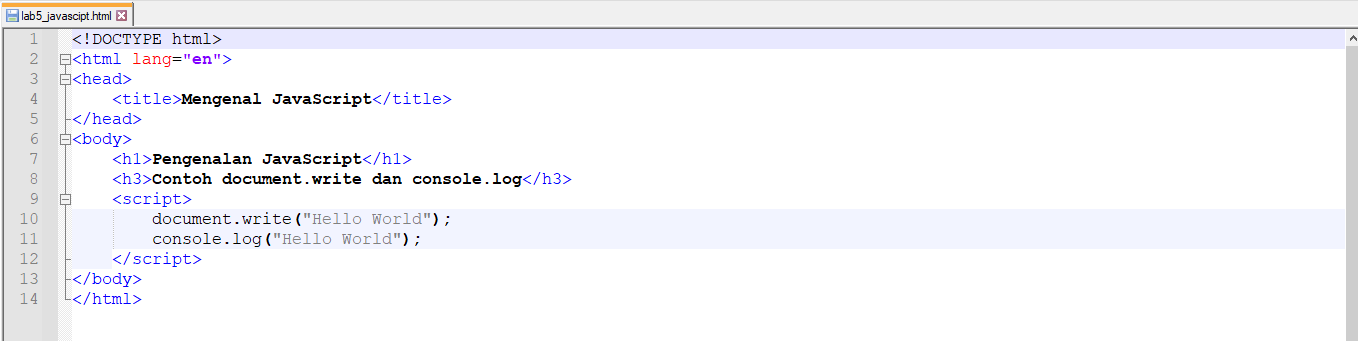 lab5_javascipt.html
1 <!DOCTYPE html>
2 <html lang="en">
3 <head>
4     <title>Mengenal JavaScript</title>
5 </head>
6 <body>
7     <h1>Pengenalan JavaScript</h1>
8     <h3>Contoh document.write dan console.log</h3>
9     <script>
10         document.write("Hello World");
11         console.log("Hello World");
12     </script>
13 </body>
14 </html>